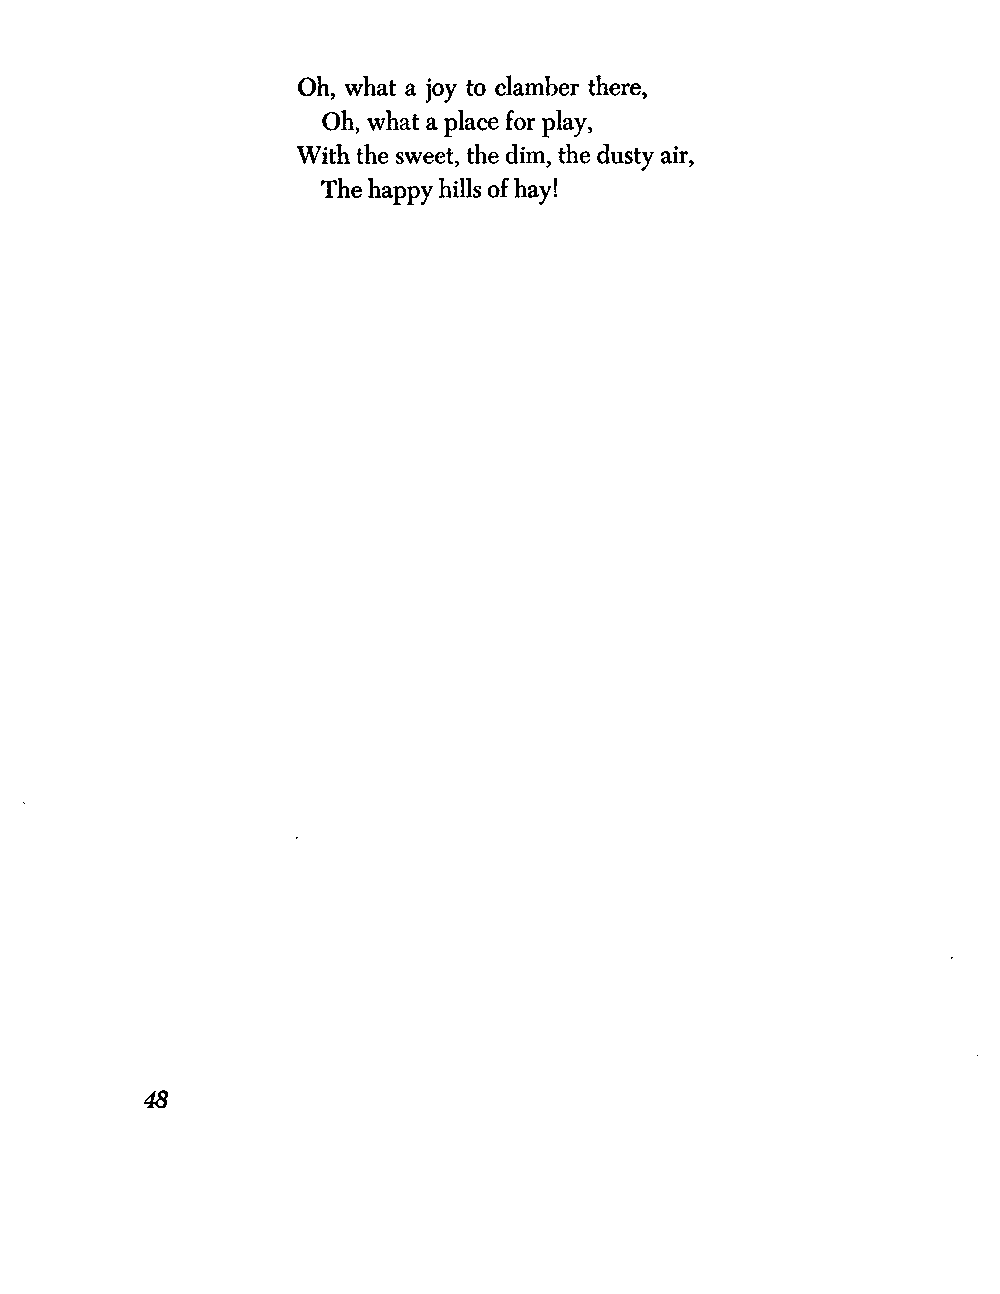 Oh, what a joy to clamber there,
Oh, what a place for play,
With the sweet, the dim, the dusty air,
The happy hills of hay!
48